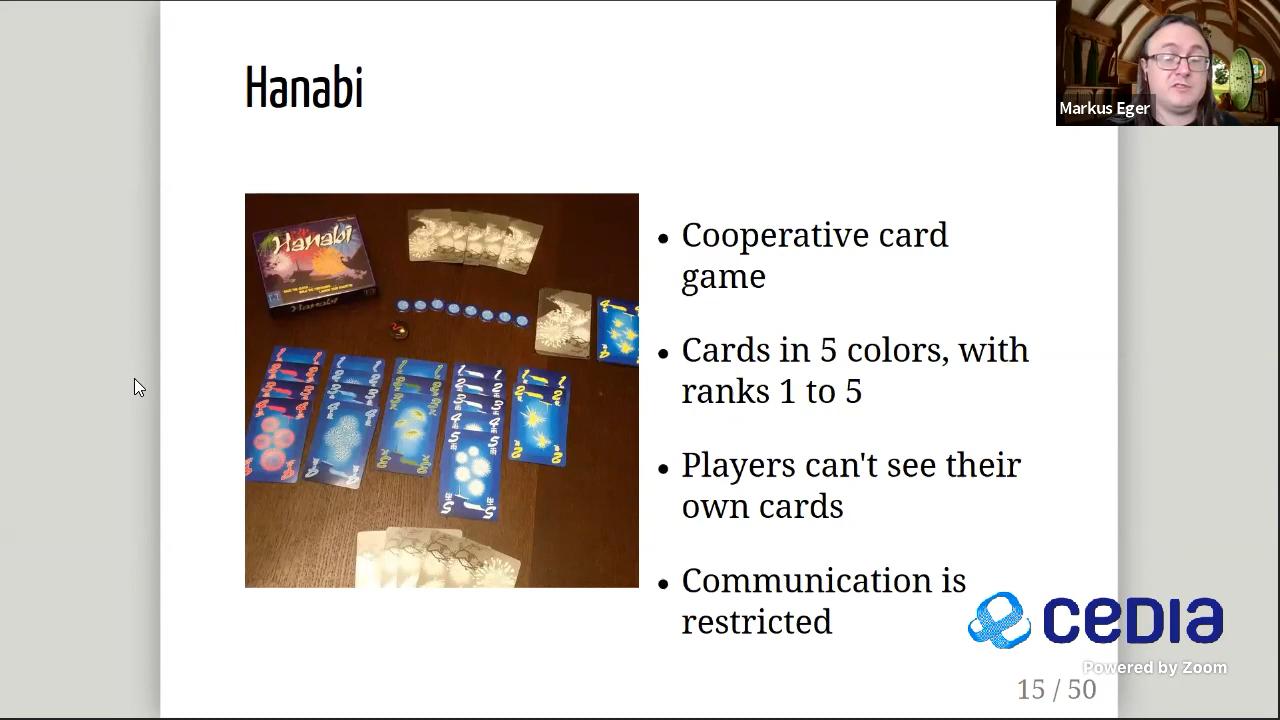 Hanabi
Markus Eger
Hanabi
Cooperative card
game
Cards in 5 colors, with
ranks 1 to 5
Players can't see their
own cards
Communication is
restricted
CEDIA
Powered by Zoom
15 / 50